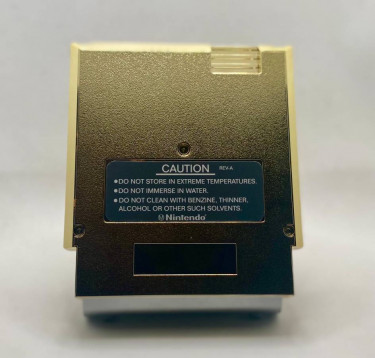 CAUTION REV-A
•DO NOT STORE IN EXTREME TEMPERATURES.
•DO NOT IMMERSE IN WATER.
•DO NOT CLEAN WITH BENZINE, THINNER,
ALCOHOL OR OTHER SUCH SOLVENTS.
Nintendo®